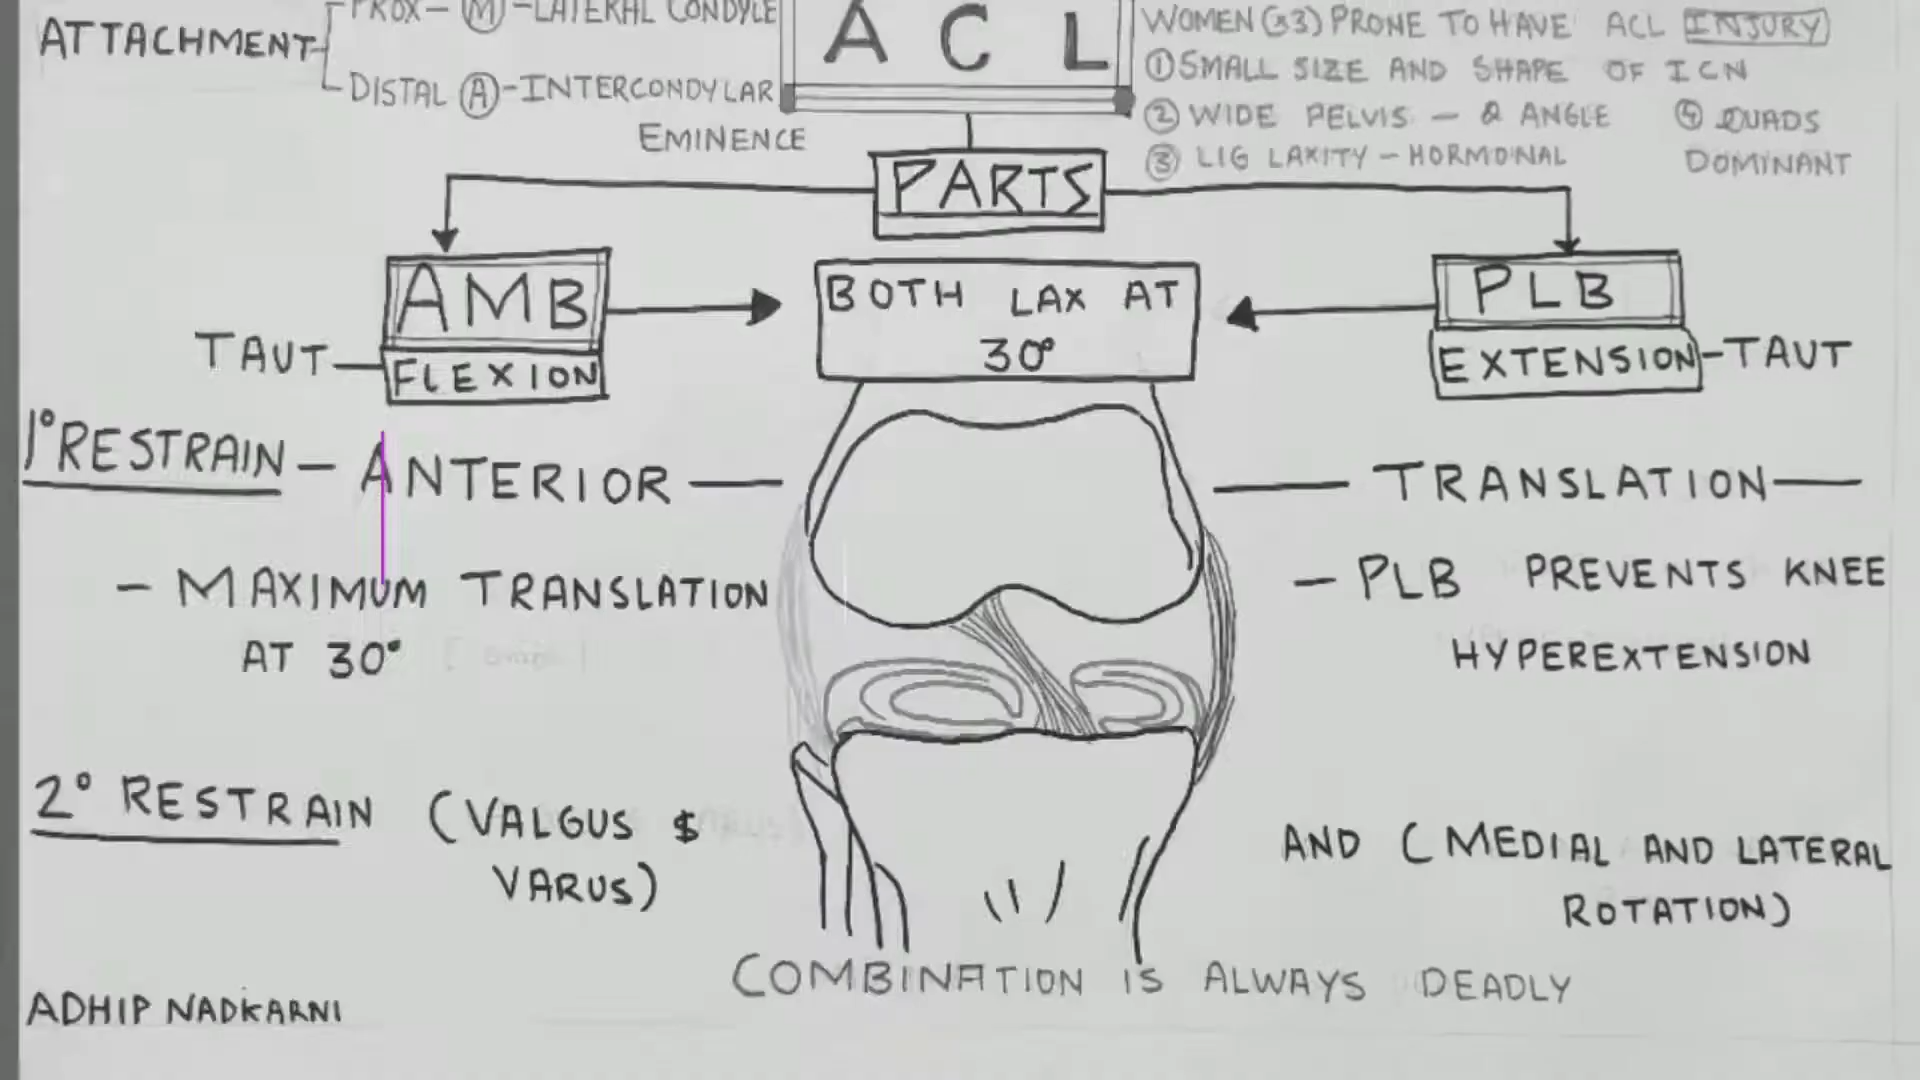 ATTACHMENT
PROX- (M) -LATERAL CONDYLE
DISTAL (A)-INTERCONDYLAR
EMINENCE
ACL
WOMEN (♀) PRONE TO HAVE ACL INJURY
① SMALL SIZE AND SHAPE OF ICN
② WIDE PELVIS - Q ANGLE
③ LIG LAXITY - HORMONAL
④ QUADS
DOMINANT
PARTS
AMB
TAUT
FLEXION
BOTH LAX AT
30°
PLB
EXTENSION-TAUT
1° RESTRAIN - ANTERIOR — — TRANSLATION —
- MAXIMUM TRANSLATION
AT 30°
- PLB PREVENTS KNEE
HYPEREXTENSION
2° RESTRAIN (VALGUS $
VARUS)
AND (MEDIAL AND LATERAL
ROTATION)
COMBINATION IS ALWAYS DEADLY
ADHIP NADKARNI